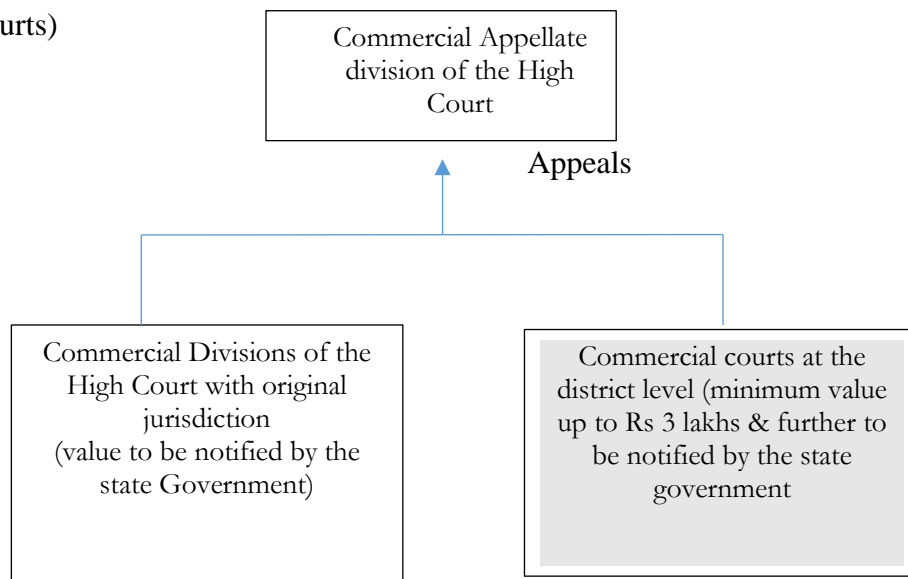 urts)
Commercial Appellate
division of the High
Court
Appeals
Commercial Divisions of the
High Court with original
jurisdiction
(value to be notified by the
state Government)
Commercial courts at the
district level (minimum value
up to Rs 3 lakhs & further to
be notified by the state
government